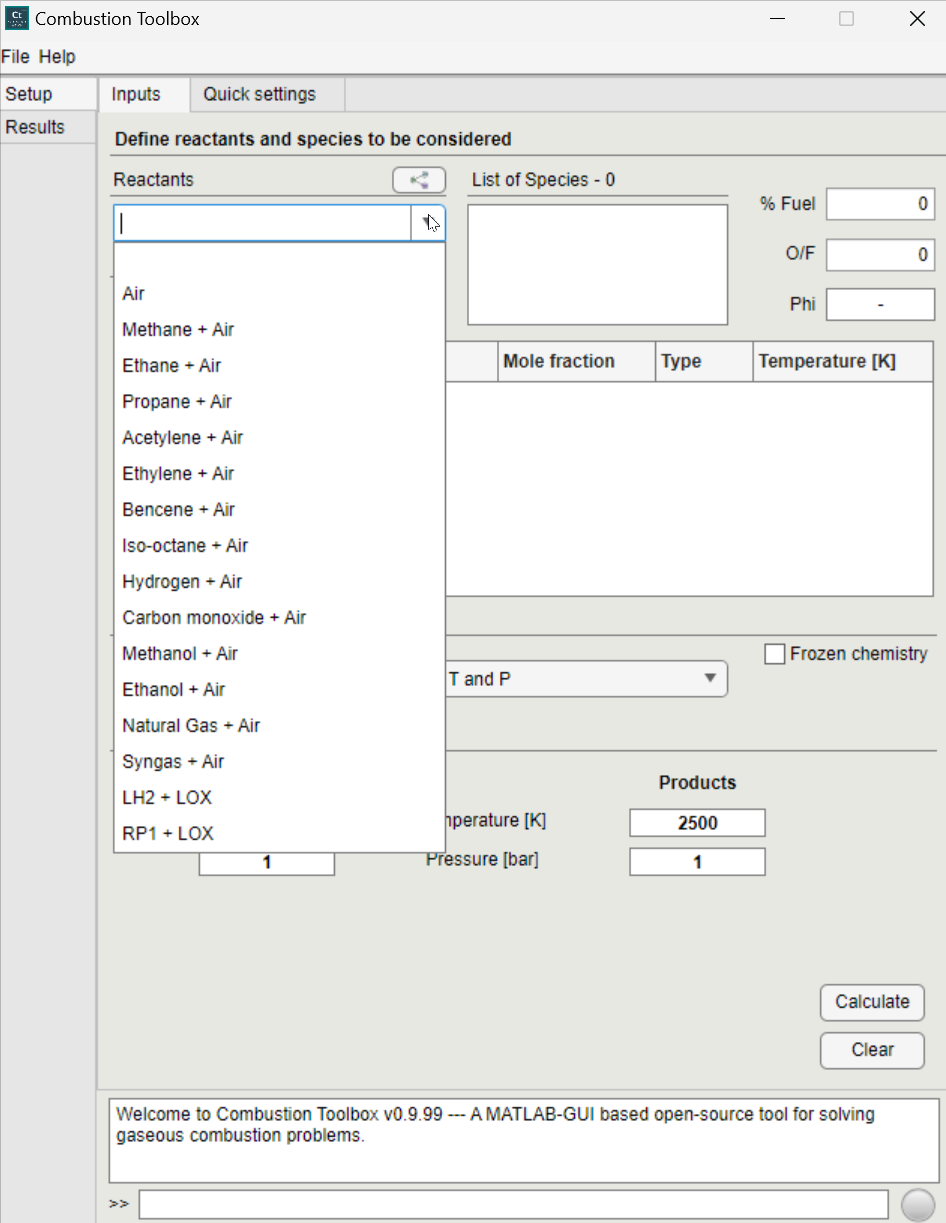 Ct
Combustion Toolbox
File Help
Setup
Results
Inputs
Quick settings
Define reactants and species to be considered
Reactants
List of Species - 0
% Fuel
0
O/F
0
Phi
-
Air
Methane + Air
Ethane + Air
Propane + Air
Acetylene + Air
Ethylene + Air
Bencene + Air
Iso-octane + Air
Hydrogen + Air
Carbon monoxide + Air
Methanol + Air
Ethanol + Air
Natural Gas + Air
Syngas + Air
LH2 + LOX
RP1 + LOX
Mole fraction
Type
Temperature [K]
T and P
Frozen chemistry
Products
mperature [K]
2500
1
Pressure [bar]
1
Calculate
Clear
Welcome to Combustion Toolbox v0.9.99 --- A MATLAB-GUI based open-source tool for solving
gaseous combustion problems.
>>